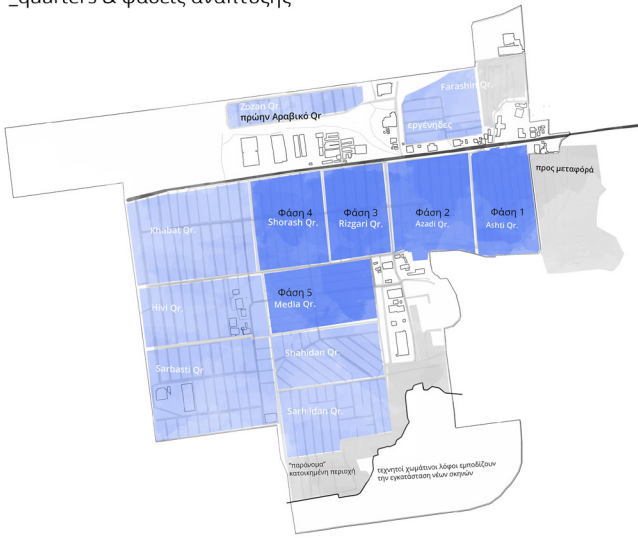 _quarters & φάσεις ανάπτυξης
Farashin Qr.
Zozan Qr.
πρώην Αραβικό Qr
εργένηδες
προς μεταφορά
Φάση 4
Shorash Qr.
Φάση 3
Rizgari Qr.
Φάση 2
Azadi Qr.
Φάση 1
Ashti Qr.
Khabat Qr.
Φάση 5
Media Qr.
Hivi Qr.
Shahidan Qr.
Sarbasti Qr
Sarhildan Qr.
"παράνομα"
κατοικημένη περιοχή
τεχνητοί χωμάτινοι λόφοι εμποδίζουν
την εγκατάσταση νέων σκηνών